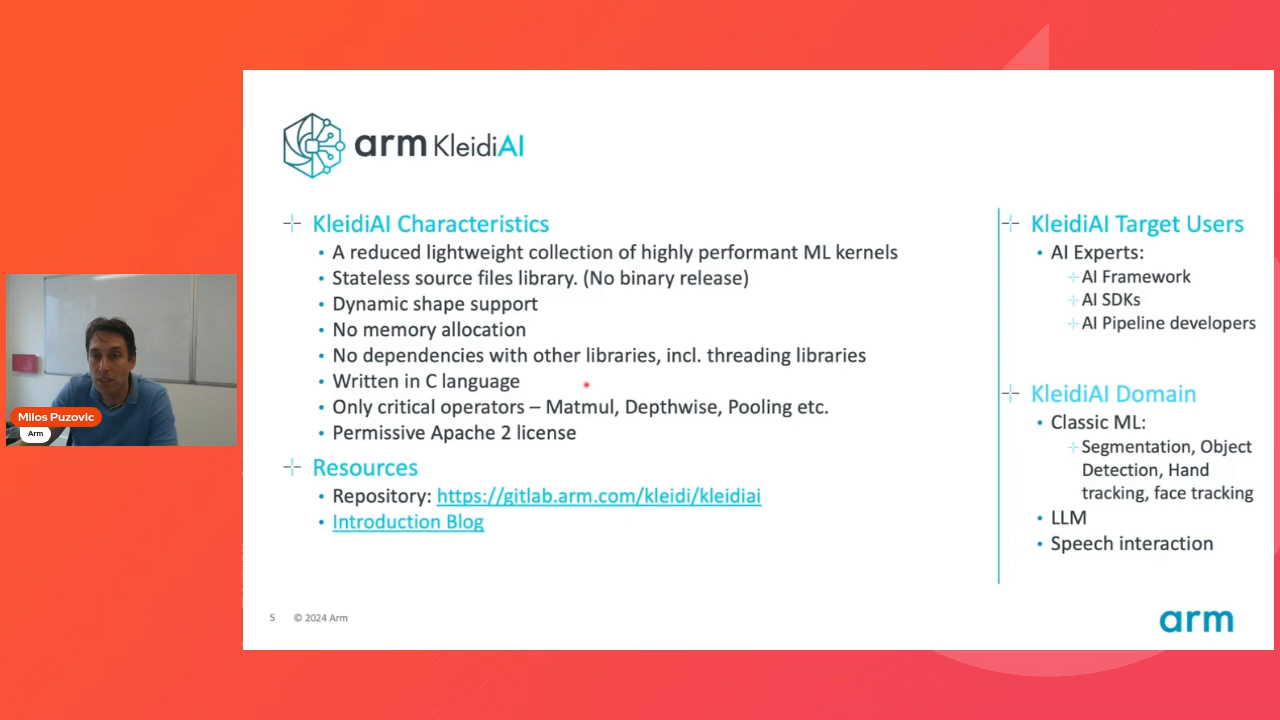 arm KleidiAI
KleidiAI Characteristics
• A reduced lightweight collection of highly performant ML kernels
• Stateless source files library. (No binary release)
• Dynamic shape support
• No memory allocation
• No dependencies with other libraries, incl. threading libraries
• Written in C language
• Only critical operators – Matmul, Depthwise, Pooling etc.
• Permissive Apache 2 license
Resources
• Repository: https://gitlab.arm.com/kleidi/kleidiai
• Introduction Blog
KleidiAI Target Users
• AI Experts:
AI Framework
AI SDKs
AI Pipeline developers
KleidiAI Domain
• Classic ML:
Segmentation, Object
Detection, Hand
tracking, face tracking
• LLM
• Speech interaction
Milos Puzovic
Arm
5 © 2024 Arm
arm